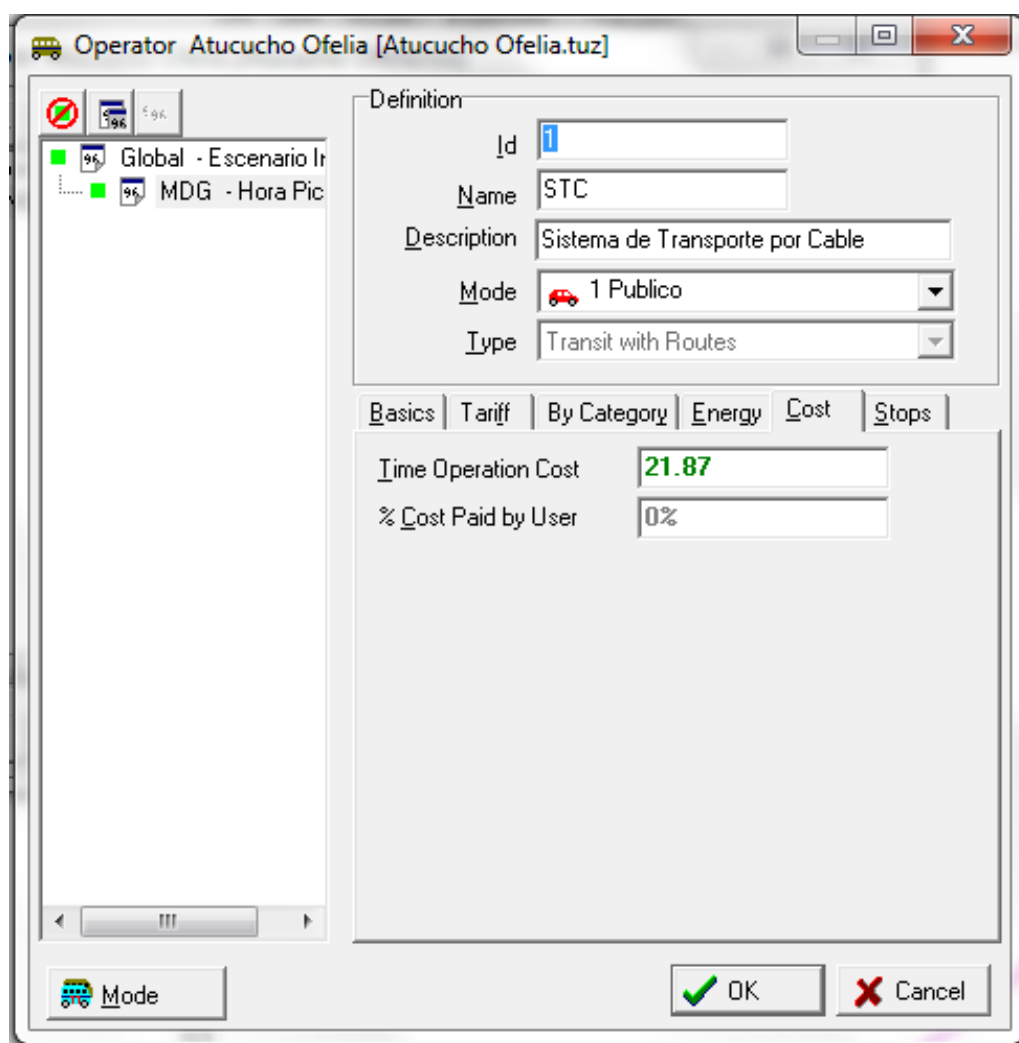 Operator Atucucho Ofelia [Atucucho Ofelia.tuz]
Definition
Id 1
Global - Escenario Ir
MDG - Hora Pic
Name STC
Description Sistema de Transporte por Cable
Mode 1 Publico
Type Transit with Routes
Basics Tariff By Category Energy Cost Stops
Time Operation Cost 21.87
% Cost Paid by User 0%
Mode OK Cancel